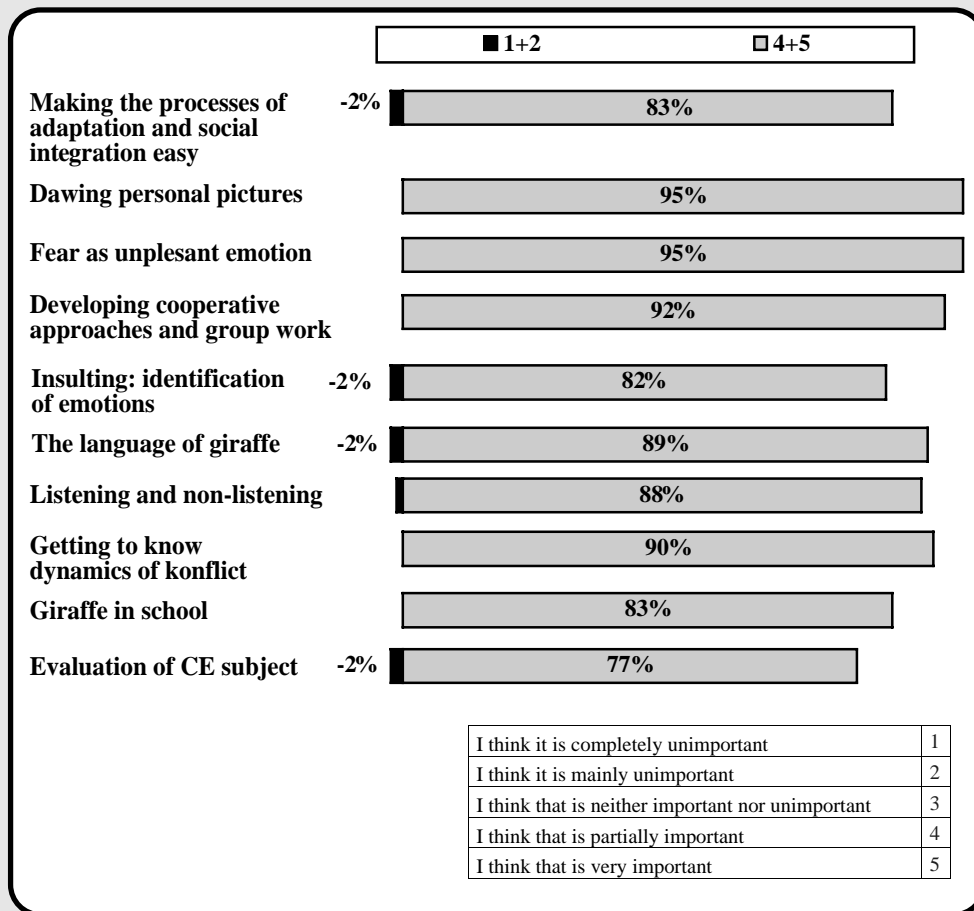 1+2 4+5
Making the processes of
adaptation and social
integration easy
-2% 83%
Dawing personal pictures
95%
Fear as unplesant emotion
95%
Developing cooperative
approaches and group work
92%
Insulting: identification
of emotions
-2% 82%
The language of giraffe
-2% 89%
Listening and non-listening
88%
Getting to know
dynamics of konflict
90%
Giraffe in school
83%
Evaluation of CE subject
-2% 77%
I think it is completely unimportant 1
I think it is mainly unimportant 2
I think that is neither important nor unimportant 3
I think that is partially important 4
I think that is very important 5